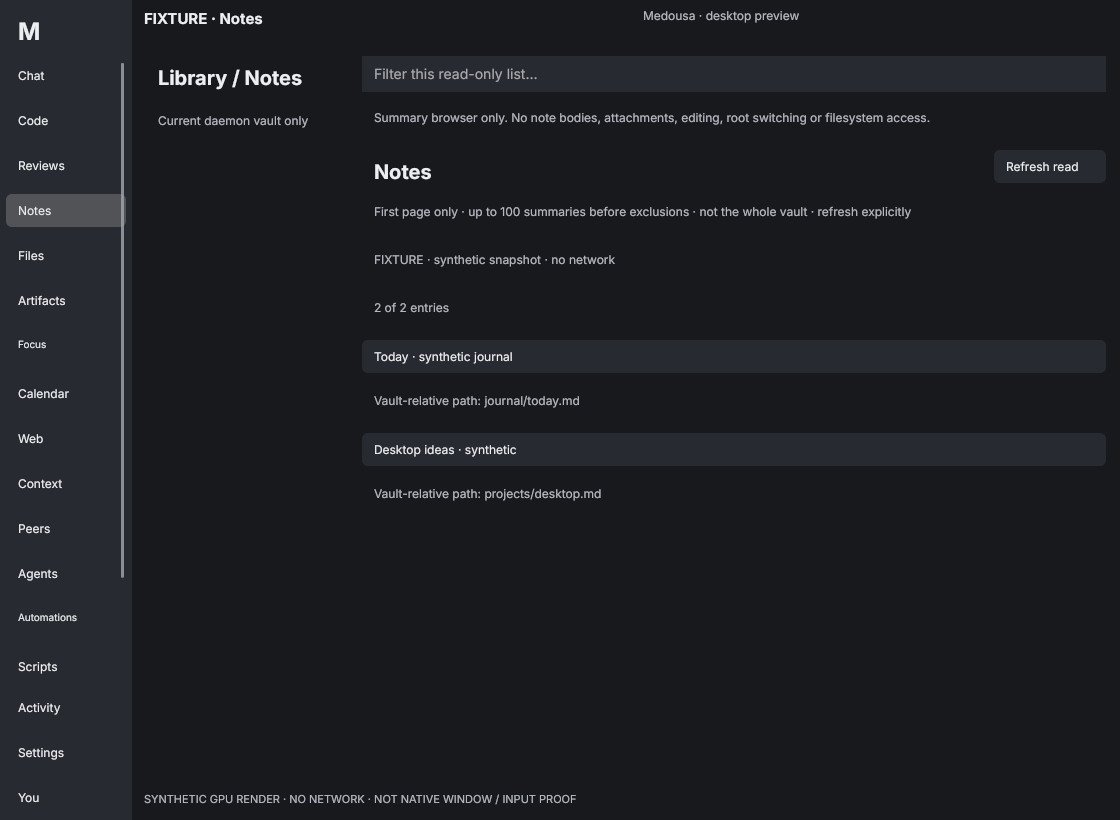 M
Chat
Code
Reviews
Notes
Files
Artifacts
Focus
Calendar
Web
Context
Peers
Agents
Automations
Scripts
Activity
Settings
You
FIXTURE · Notes
Medousa · desktop preview
Library / Notes
Current daemon vault only
Filter this read-only list...
Summary browser only. No note bodies, attachments, editing, root switching or filesystem access.
Notes
Refresh read
First page only · up to 100 summaries before exclusions · not the whole vault · refresh explicitly
FIXTURE · synthetic snapshot · no network
2 of 2 entries
Today · synthetic journal
Vault-relative path: journal/today.md
Desktop ideas · synthetic
Vault-relative path: projects/desktop.md
SYNTHETIC GPU RENDER · NO NETWORK · NOT NATIVE WINDOW / INPUT PROOF